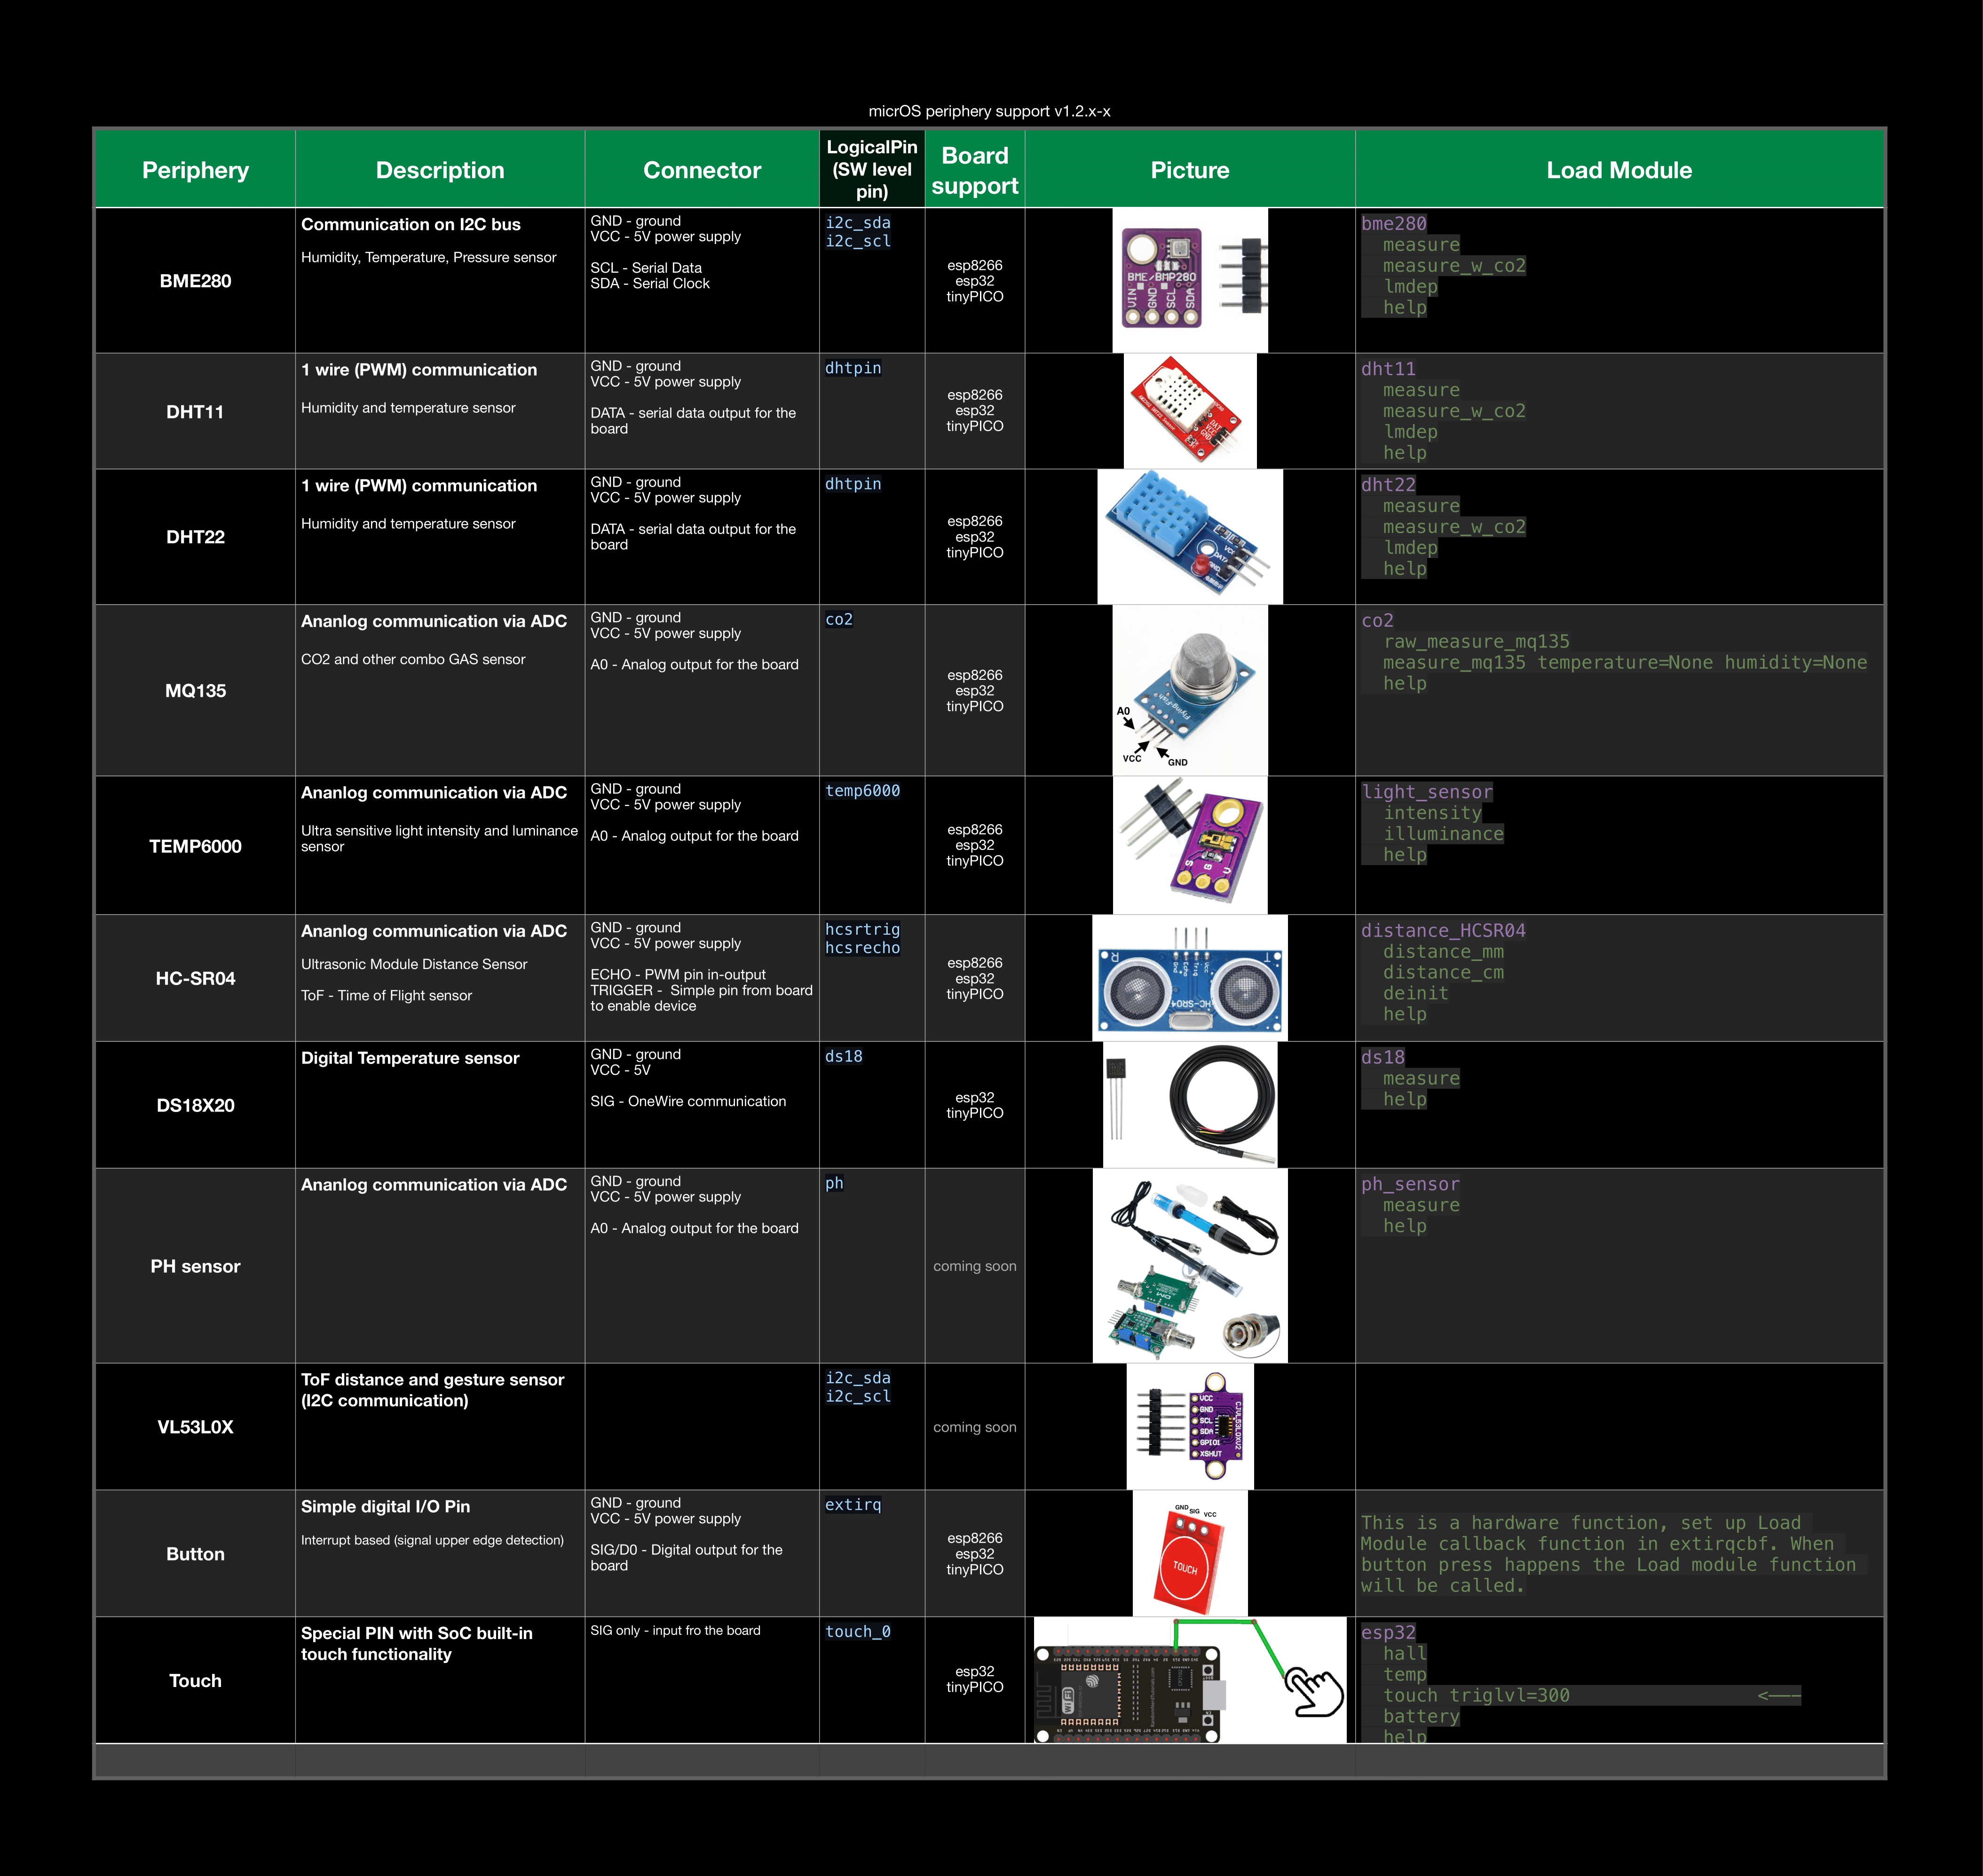 micrOS periphery support v1.2.x-x
Periphery
Description
Connector
LogicalPin
(SW level
pin)
Board
support
Picture
Load Module
BME280
Communication on I2C bus
Humidity, Temperature, Pressure sensor
GND - ground
VCC - 5V power supply
SCL - Serial Data
SDA - Serial Clock
i2c_sda
i2c_scl
esp8266
esp32
tinyPICO
BME/BMP280
VIN
GND
SCL
SDA
bme280
measure
measure_w_co2
lmdep
help
DHT11
1 wire (PWM) communication
Humidity and temperature sensor
GND - ground
VCC - 5V power supply
DATA - serial data output for the
board
dhtpin
esp8266
esp32
tinyPICO
DAT
VCC
GND
dht11
measure
measure_w_co2
lmdep
help
DHT22
1 wire (PWM) communication
Humidity and temperature sensor
GND - ground
VCC - 5V power supply
DATA - serial data output for the
board
dhtpin
esp8266
esp32
tinyPICO
VCC
DATA
GND
dht22
measure
measure_w_co2
lmdep
help
MQ135
Ananlog communication via ADC
CO2 and other combo GAS sensor
GND - ground
VCC - 5V power supply
A0 - Analog output for the board
co2
esp8266
esp32
tinyPICO
Flying-Fish
A0
VCC
GND
co2
raw_measure_mq135
measure_mq135 temperature=None humidity=None
help
TEMP6000
Ananlog communication via ADC
Ultra sensitive light intensity and luminance
sensor
GND - ground
VCC - 5V power supply
A0 - Analog output for the board
temp6000
esp8266
esp32
tinyPICO
S
G
V
light_sensor
intensity
illuminance
help
HC-SR04
Ananlog communication via ADC
Ultrasonic Module Distance Sensor
ToF - Time of Flight sensor
GND - ground
VCC - 5V power supply
ECHO - PWM pin in-output
TRIGGER - Simple pin from board
to enable device
hcsrtrig
hcsrecho
esp8266
esp32
tinyPICO
R
Gnd
Echo
Trig
Vcc
T
HC-SR04
distance_HCSR04
distance_mm
distance_cm
deinit
help
DS18X20
Digital Temperature sensor
GND - ground
VCC - 5V
SIG - OneWire communication
ds18
esp32
tinyPICO
ds18
measure
help
PH sensor
Ananlog communication via ADC
GND - ground
VCC - 5V power supply
A0 - Analog output for the board
ph
coming soon
ph_sensor
measure
help
VL53L0X
ToF distance and gesture sensor
(I2C communication)
i2c_sda
i2c_scl
coming soon
VCC
GND
SCL
SDA
GPIO1
XSHUT
CJVL53L0XV2
Button
Simple digital I/O Pin
Interrupt based (signal upper edge detection)
GND - ground
VCC - 5V power supply
SIG/D0 - Digital output for the
board
extirq
esp8266
esp32
tinyPICO
GND
SIG
VCC
TOUCH
This is a hardware function, set up Load
Module callback function in extirqcbf. When
button press happens the Load module function
will be called.
Touch
Special PIN with SoC built-in
touch functionality
SIG only - input fro the board
touch_0
esp32
tinyPICO
WiFi
esp32
hall
temp
touch triglvl=300 <———
battery
help